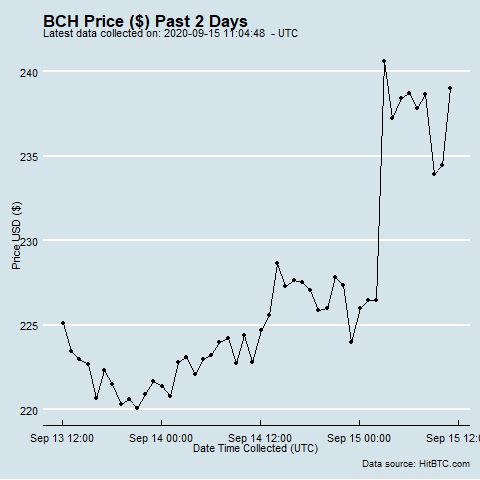 BCH Price ($) Past 2 Days
Latest data collected on: 2020-09-15 11:04:48 - UTC
240
235
230
225
220
Price USD ($)
Sep 13 12:00 Sep 14 00:00 Sep 14 12:00 Sep 15 00:00 Sep 15 12:00
Date Time Collected (UTC)
Data source: HitBTC.com